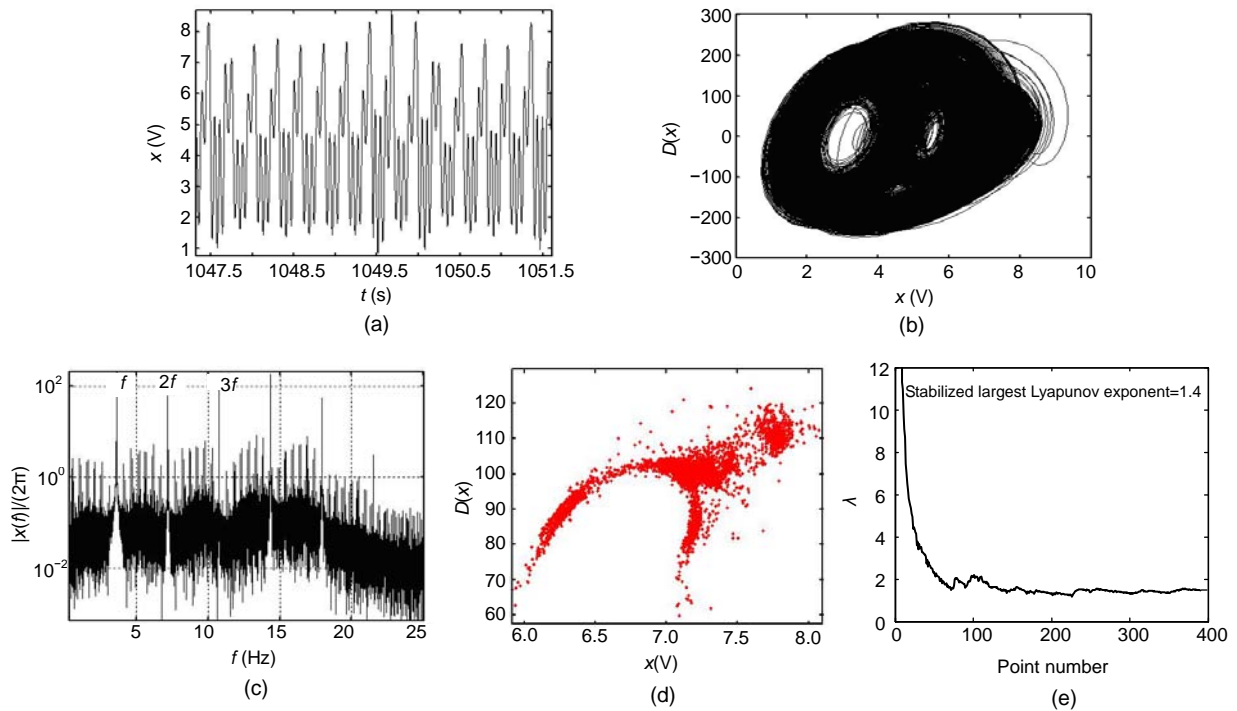 8
7
6
5
4
3
2
1
x (V)
1047.5 1048.5 1049.5 1050.5 1051.5
t (s)
(a)
300
200
100
0
−100
−200
−300
D(x)
0 2 4 6 8 10
x (V)
(b)
f 2f 3f
10²
10⁰
10⁻²
|x(f)|/(2π)
5 10 15 20 25
f (Hz)
(c)
120
110
100
90
80
70
60
D(x)
6.0 6.5 7.0 7.5 8.0
x(V)
(d)
Stabilized largest Lyapunov exponent=1.4
12
10
8
6
4
2
0
λ
0 100 200 300 400
Point number
(e)